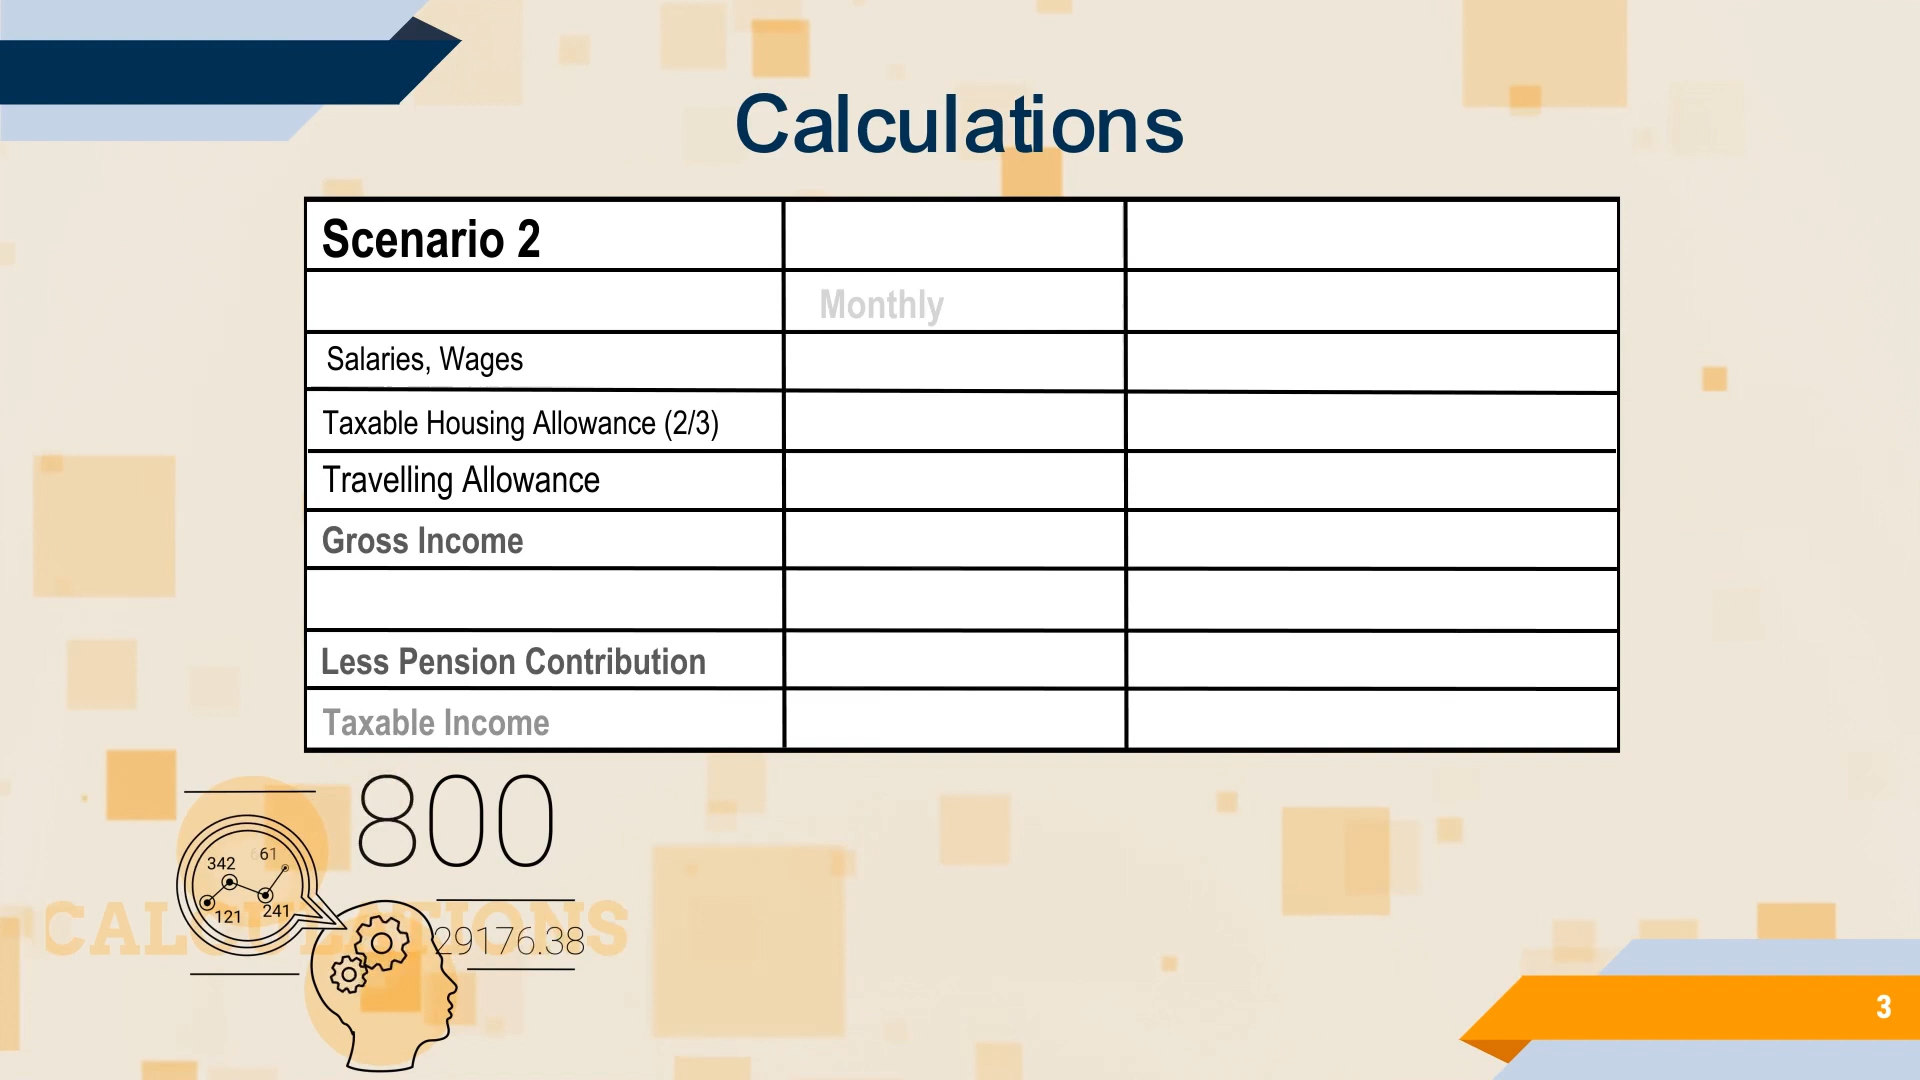 Calculations
Scenario 2
Monthly
Salaries, Wages
Taxable Housing Allowance (2/3)
Travelling Allowance
Gross Income
Less Pension Contribution
Taxable Income
800
342
61
121
241
CALCULATIONS
29176.38
3